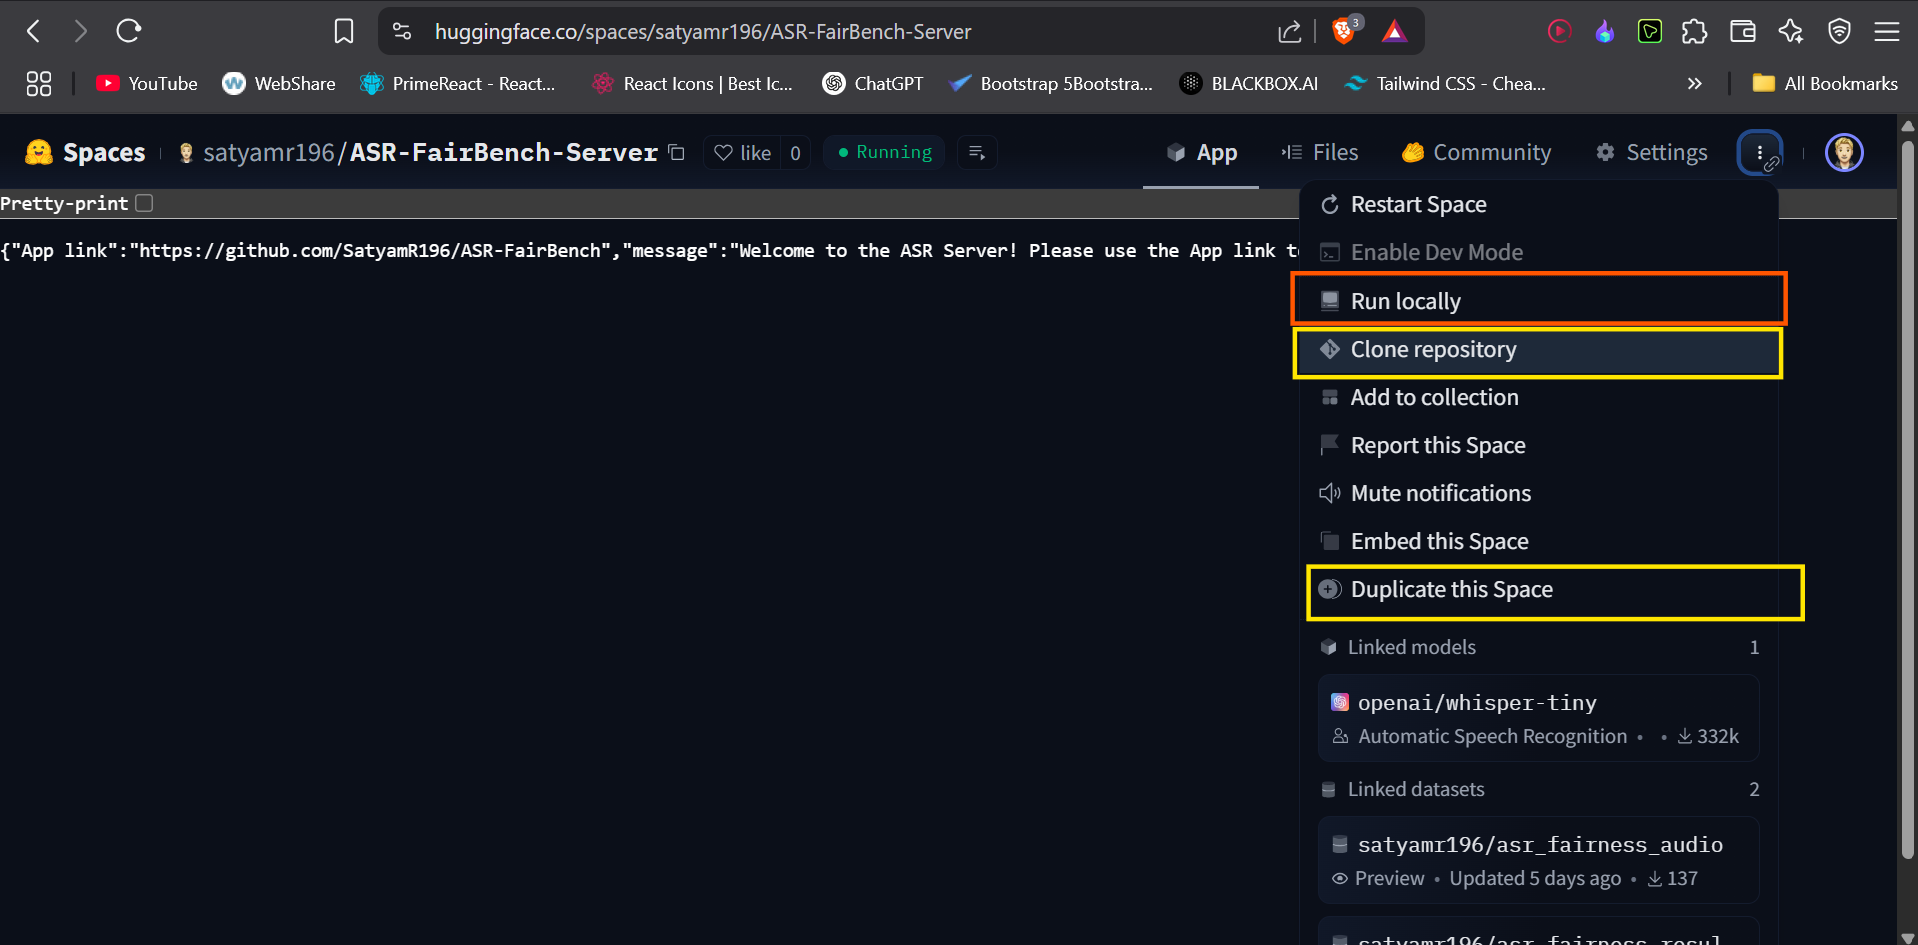 huggingface.co/spaces/satyamr196/ASR-FairBench-Server
3
YouTube
WebShare
PrimeReact - React...
React Icons | Best Ic...
ChatGPT
Bootstrap 5Bootstra...
BLACKBOX.AI
Tailwind CSS - Chea...
»
All Bookmarks
Spaces
satyamr196/ASR-FairBench-Server
like 0
Running
App
Files
Community
Settings
Pretty-print
{"App link":"https://github.com/SatyamR196/ASR-FairBench","message":"Welcome to the ASR Server! Please use the App link t
Restart Space
Enable Dev Mode
Run locally
Clone repository
Add to collection
Report this Space
Mute notifications
Embed this Space
Duplicate this Space
Linked models 1
openai/whisper-tiny
Automatic Speech Recognition • • 332k
Linked datasets 2
satyamr196/asr_fairness_audio
Preview • Updated 5 days ago • 137
satyamr196/asr_fairness_resul